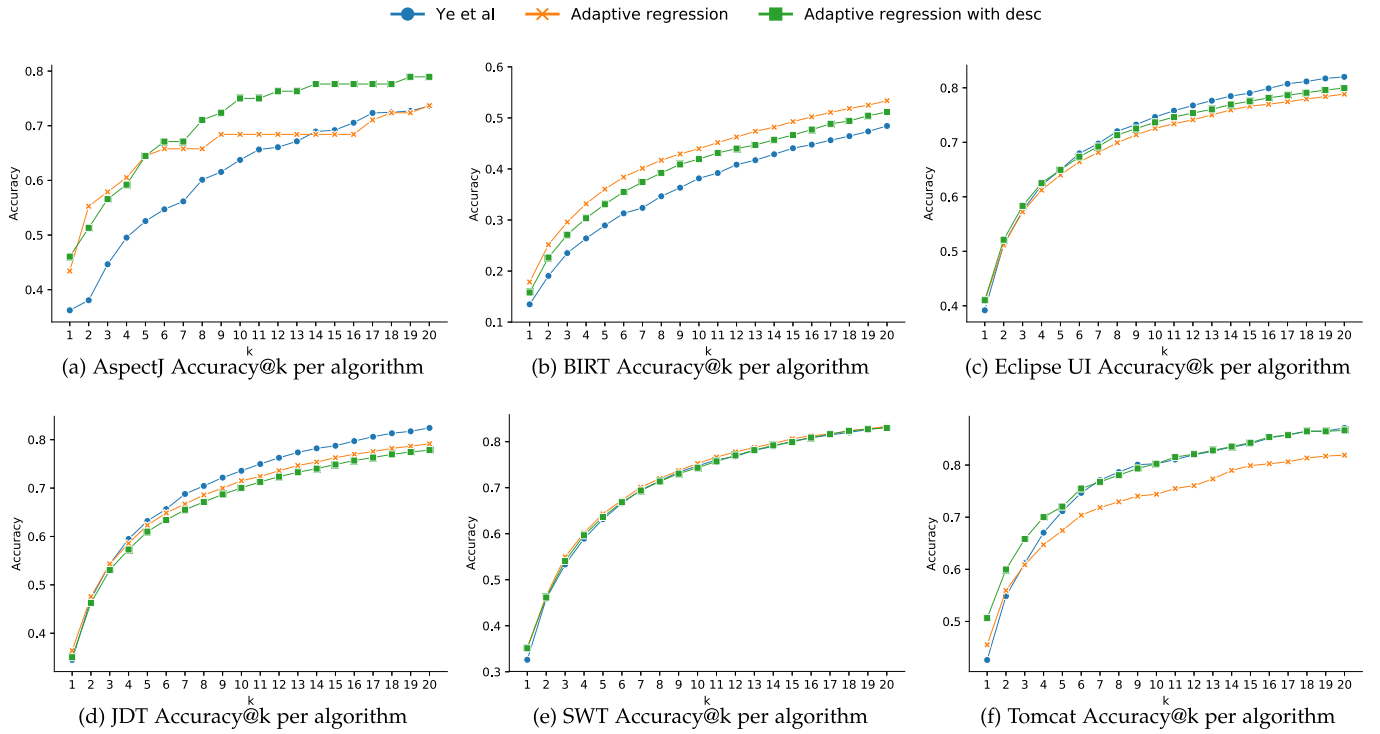 Ye et al Adaptive regression Adaptive regression with desc
0.8
0.7
0.6
0.5
0.4
Accuracy
1 2 3 4 5 6 7 8 9 10 11 12 13 14 15 16 17 18 19 20
k
(a) AspectJ Accuracy@k per algorithm
0.6
0.5
0.4
0.3
0.2
0.1
Accuracy
1 2 3 4 5 6 7 8 9 10 11 12 13 14 15 16 17 18 19 20
k
(b) BIRT Accuracy@k per algorithm
0.8
0.7
0.6
0.5
0.4
Accuracy
1 2 3 4 5 6 7 8 9 10 11 12 13 14 15 16 17 18 19 20
k
(c) Eclipse UI Accuracy@k per algorithm
0.8
0.7
0.6
0.5
0.4
Accuracy
1 2 3 4 5 6 7 8 9 10 11 12 13 14 15 16 17 18 19 20
k
(d) JDT Accuracy@k per algorithm
0.8
0.7
0.6
0.5
0.4
0.3
Accuracy
1 2 3 4 5 6 7 8 9 10 11 12 13 14 15 16 17 18 19 20
k
(e) SWT Accuracy@k per algorithm
0.8
0.7
0.6
0.5
Accuracy
1 2 3 4 5 6 7 8 9 10 11 12 13 14 15 16 17 18 19 20
k
(f) Tomcat Accuracy@k per algorithm